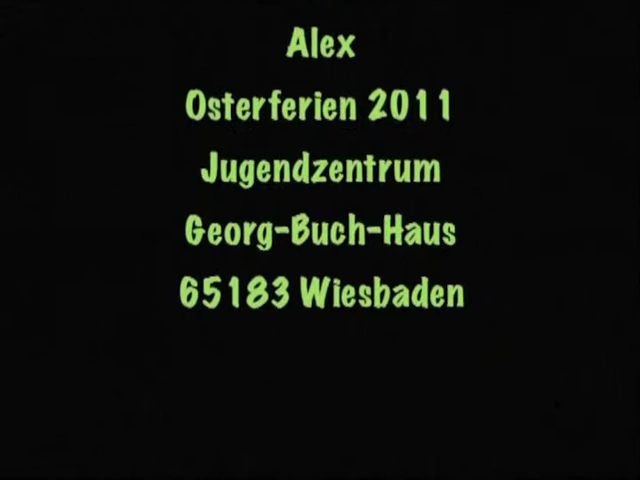 Alex
Osterferien 2011
Jugendzentrum
Georg-Buch-Haus
65183 Wiesbaden